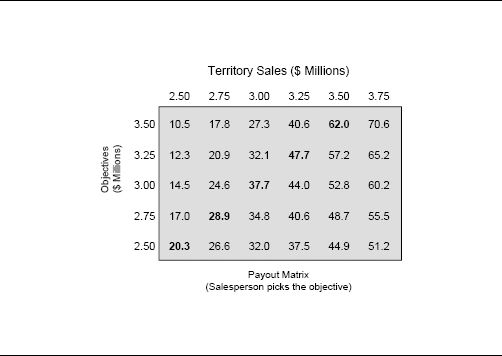 Territory Sales ($ Millions)
2.50 2.75 3.00 3.25 3.50 3.75
3.50 10.5 17.8 27.3 40.6 62.0 70.6
3.25 12.3 20.9 32.1 47.7 57.2 65.2
Objectives
($ Millions)
3.00 14.5 24.6 37.7 44.0 52.8 60.2
2.75 17.0 28.9 34.8 40.6 48.7 55.5
2.50 20.3 26.6 32.0 37.5 44.9 51.2
Payout Matrix
(Salesperson picks the objective)